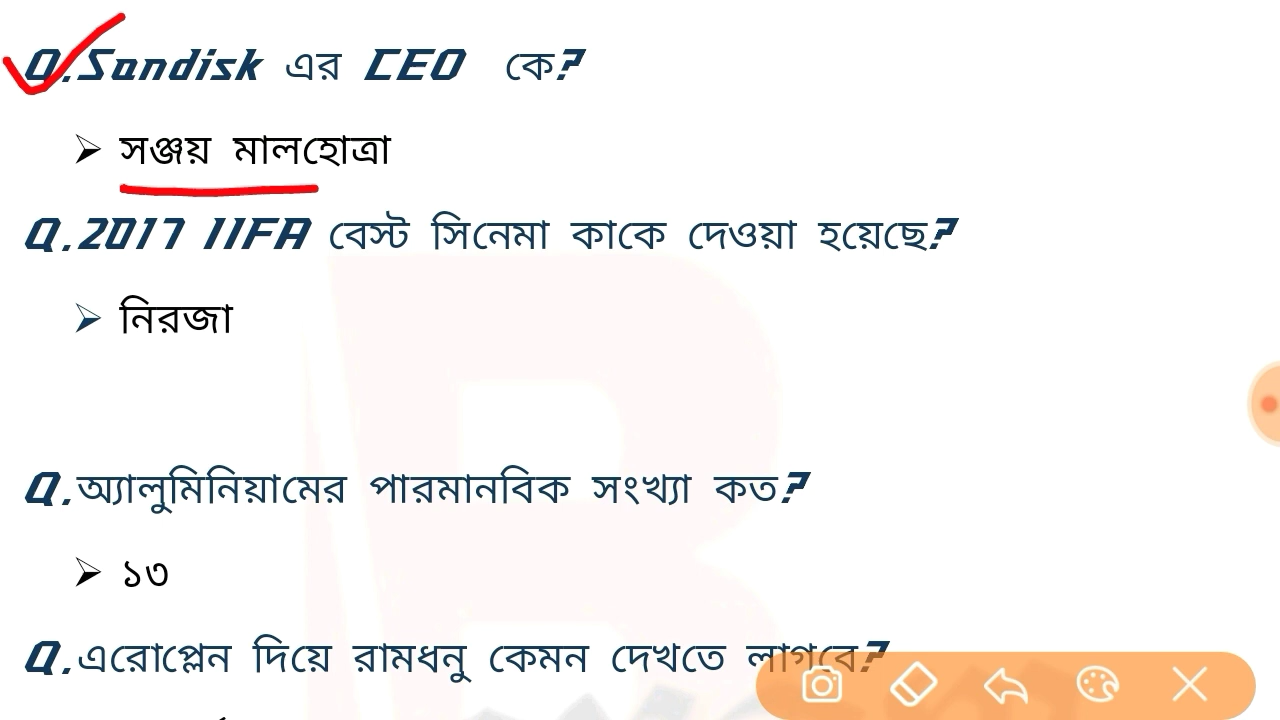 Q.Sandisk এর CEO কে?
➢ সঞ্জয় মালহোত্রা
Q.2017 IIFA বেস্ট সিনেমা কাকে দেওয়া হয়েছে?
➢ নিরজা
Q.অ্যালুমিনিয়ামের পারমানবিক সংখ্যা কত?
➢ ১৩
Q.এরোপ্লেন দিয়ে রামধনু কেমন দেখতে লাগবে?